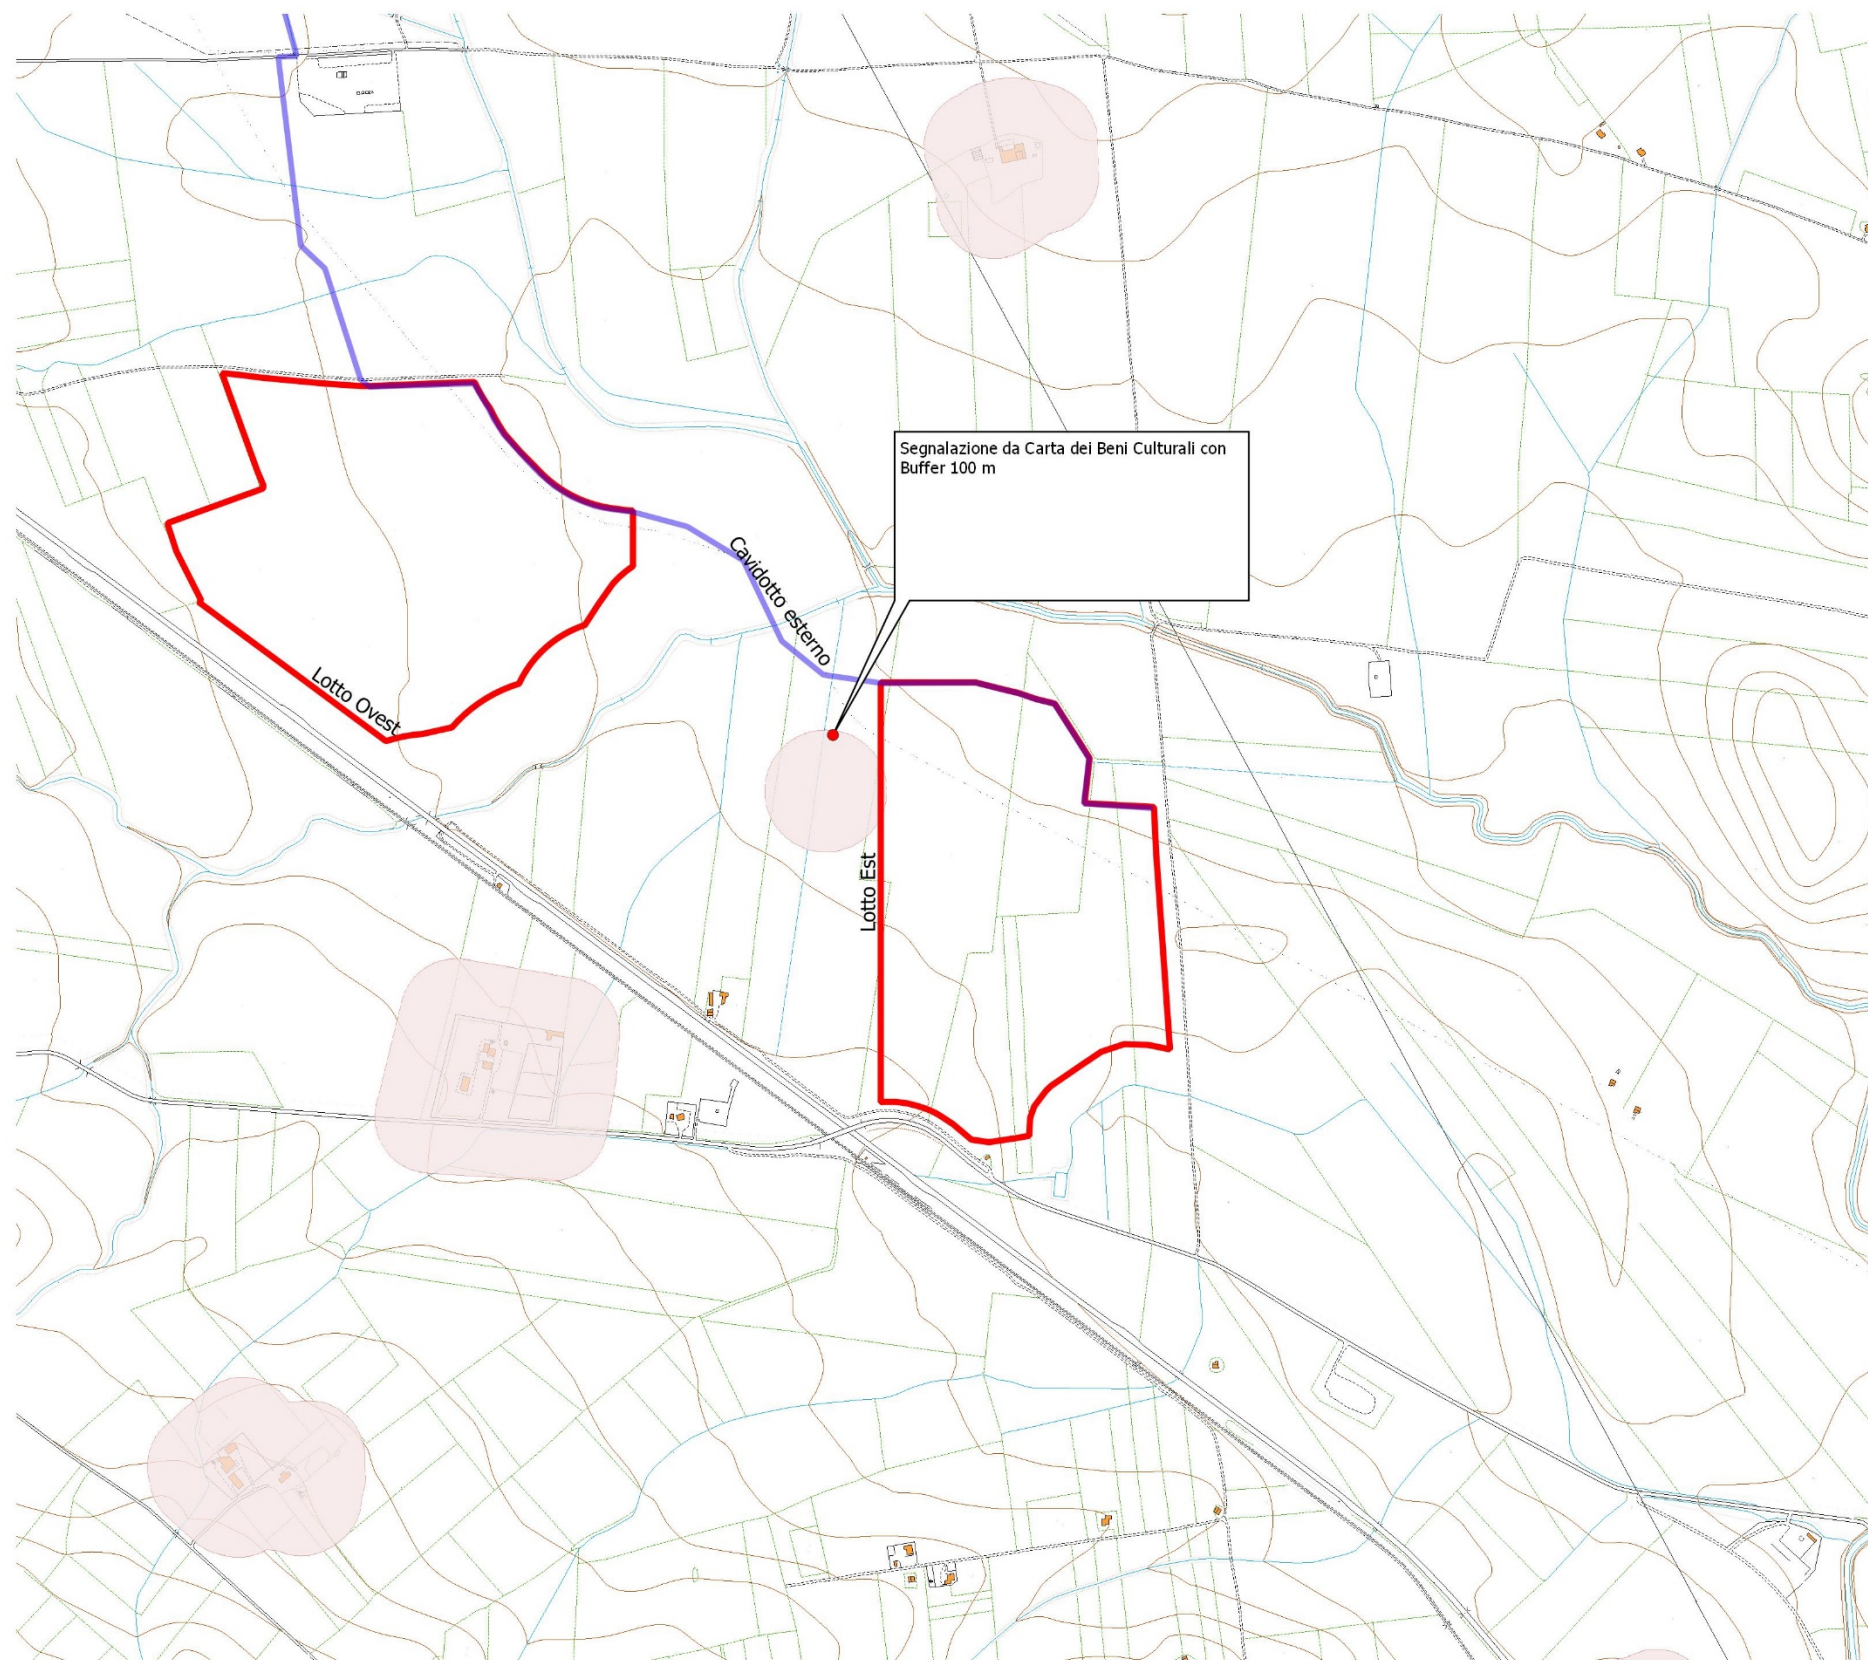 Segnalazione da Carta dei Beni Culturali con
Buffer 100 m
Cavidotto esterno
Lotto Ovest
Lotto Est